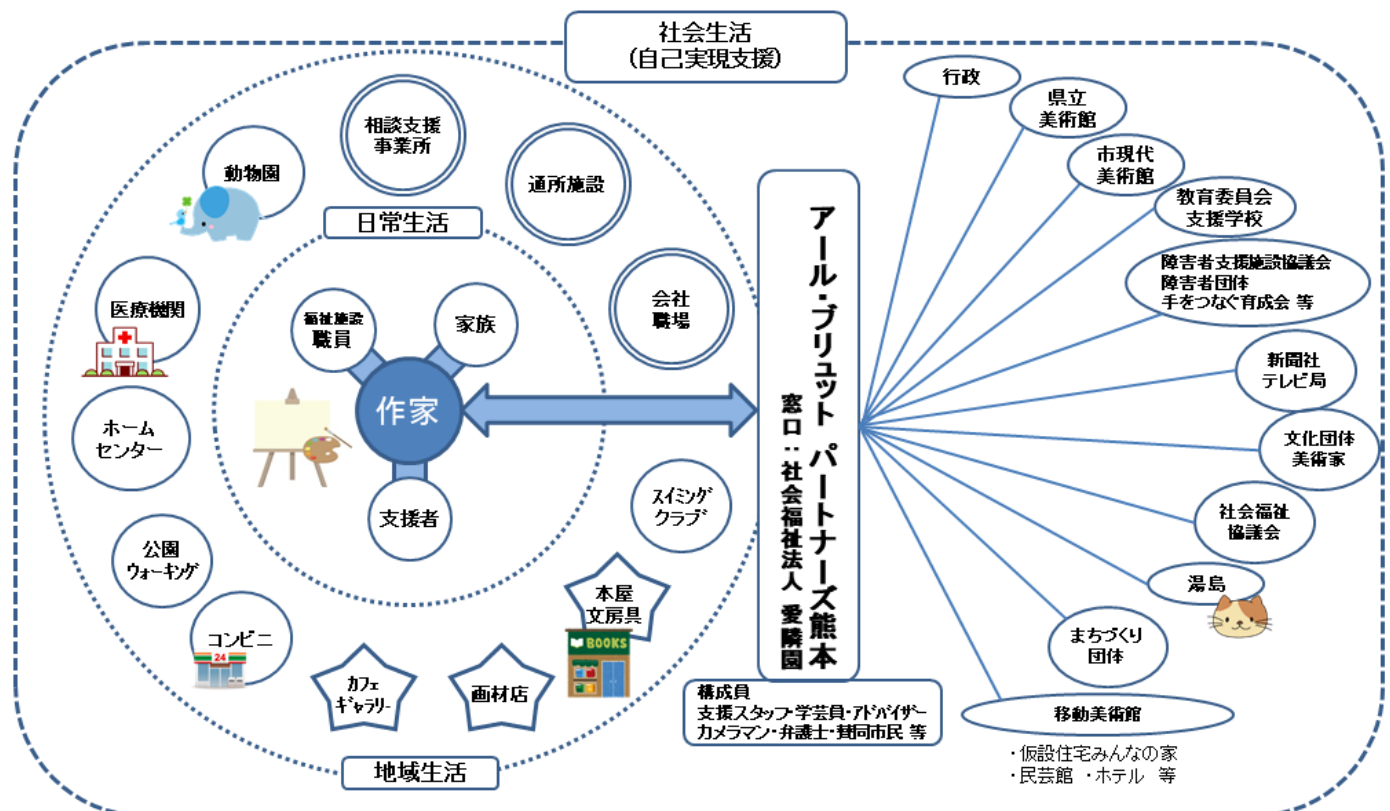 社会生活
(自己実現支援)
相談支援
事業所
動物園
通所施設
日常生活
医療機関
福祉施設
職員
家族
会社
職場
作家
ホーム
センター
支援者
スイミング
クラブ
公園
ウォーキング
コンビニ
24
カフェ
ギャラリー
画材店
本屋
文房具
BOOKS
地域生活
アール・ブリュット パートナーズ熊本
窓口：社会福祉法人 愛隣園
構成員
支援スタッフ・学芸員・アドバイザー
カメラマン・弁護士・賛同市民 等
行政
県立
美術館
市現代
美術館
教育委員会
支援学校
障害者支援施設協議会
障害者団体
手をつなぐ育成会 等
新聞社
テレビ局
文化団体
美術家
社会福祉
協議会
湯島
まちづくり
団体
移動美術館
・仮設住宅みんなの家
・民芸館 ・ホテル 等